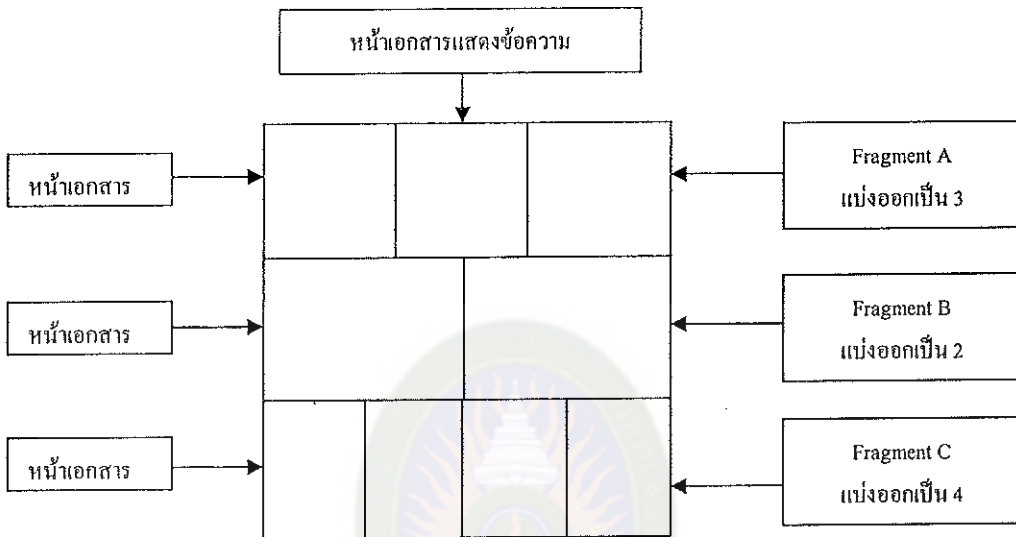 หน้าเอกสารแสดงข้อความ
หน้าเอกสาร
Fragment A
แบ่งออกเป็น 3
หน้าเอกสาร
Fragment B
แบ่งออกเป็น 2
หน้าเอกสาร
Fragment C
แบ่งออกเป็น 4